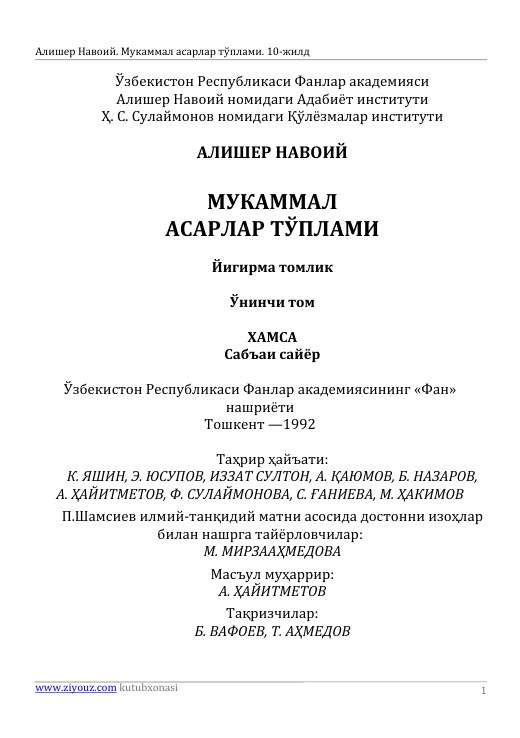 Алишер Навоий. Мукаммал асарлар тўплами. 10-жилд
Ўзбекистон Республикаси Фанлар академияси
Алишер Навоий номидаги Адабиёт институти
Ҳ. С. Сулаймонов номидаги Қўлёзмалар институти
АЛИШЕР НАВОИЙ
МУКАММАЛ
АСАРЛАР ТЎПЛАМИ
Йигирма томлик
Ўнинчи том
ХАМСА
Сабъаи сайёр
Ўзбекистон Республикаси Фанлар академиясининг «Фан»
нашриёти
Тошкент —1992
Таҳрир ҳайъати:
К. ЯШИН, Э. ЮСУПОВ, ИЗЗАТ СУЛТОН, А. ҚАЮМОВ, Б. НАЗАРОВ,
А. ҲАЙИТМЕТОВ, Ф. СУЛАЙМОНОВА, С. ҒАНИЕВА, М. ҲАКИМОВ
П.Шамсиев илмий-танқидий матни асосида достонни изоҳлар
билан нашрга тайёрловчилар:
М. МИРЗААҲМЕДОВА
Масъул муҳаррир:
А. ҲАЙИТМЕТОВ
Тақризчилар:
Б. ВАФОЕВ, Т. АҲМЕДОВ
www.ziyouz.com kutubxonasi
1